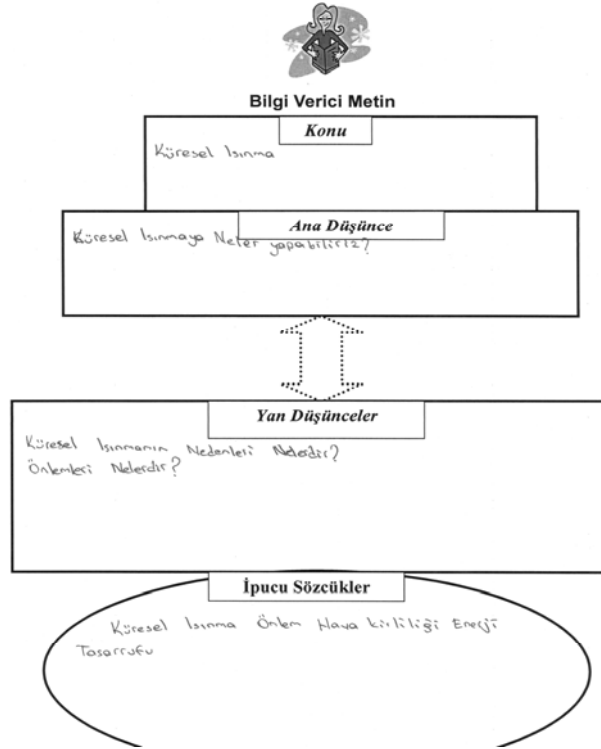 Bilgi Verici Metin
Konu
Küresel Isınma
Ana Düşünce
Küresel Isınmaya Neler yapabiliriz?
Yan Düşünceler
Küresel Isınmanın Nedenleri Nelerdir?
Önlemleri Nelerdir?
İpucu Sözcükler
Küresel Isınma Önlem Hava kirliliği Enerji
Tasarrufu